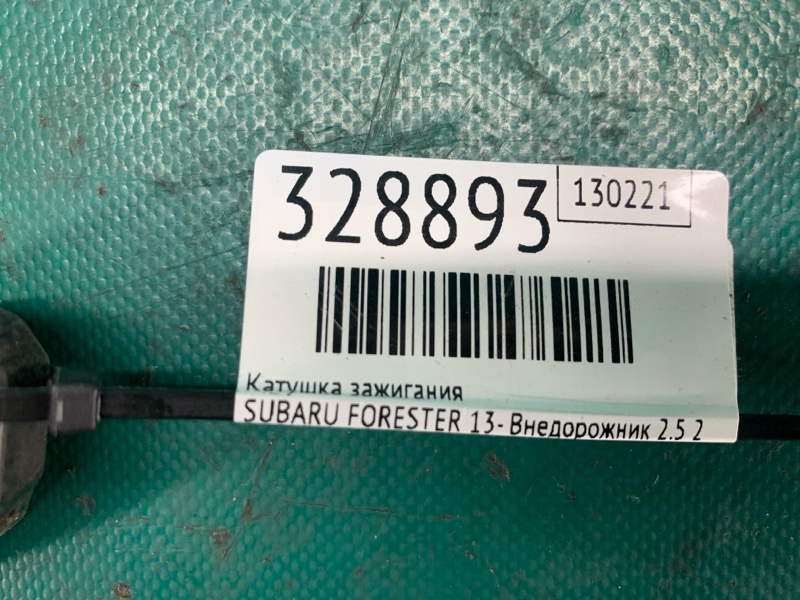 328893
130221
Катушка зажигания
SUBARU FORESTER 13- Внедорожник 2.5 2